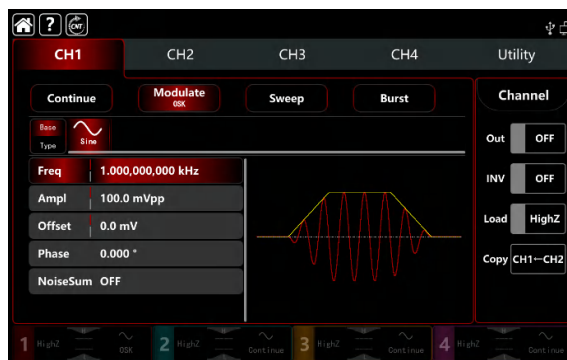 ? CNT
CH1 CH2 CH3 CH4 Utility
Continue Modulate OSK Sweep Burst Channel
Base Type Sine
Out OFF
Freq 1.000,000,000 kHz
INV OFF
Ampl 100.0 mVpp
Offset 0.0 mV
Load HighZ
Phase 0.000 °
Copy CH1←CH2
NoiseSum OFF
1 HighZ OSK 2 HighZ Continue 3 HighZ Continue 4 HighZ Continue